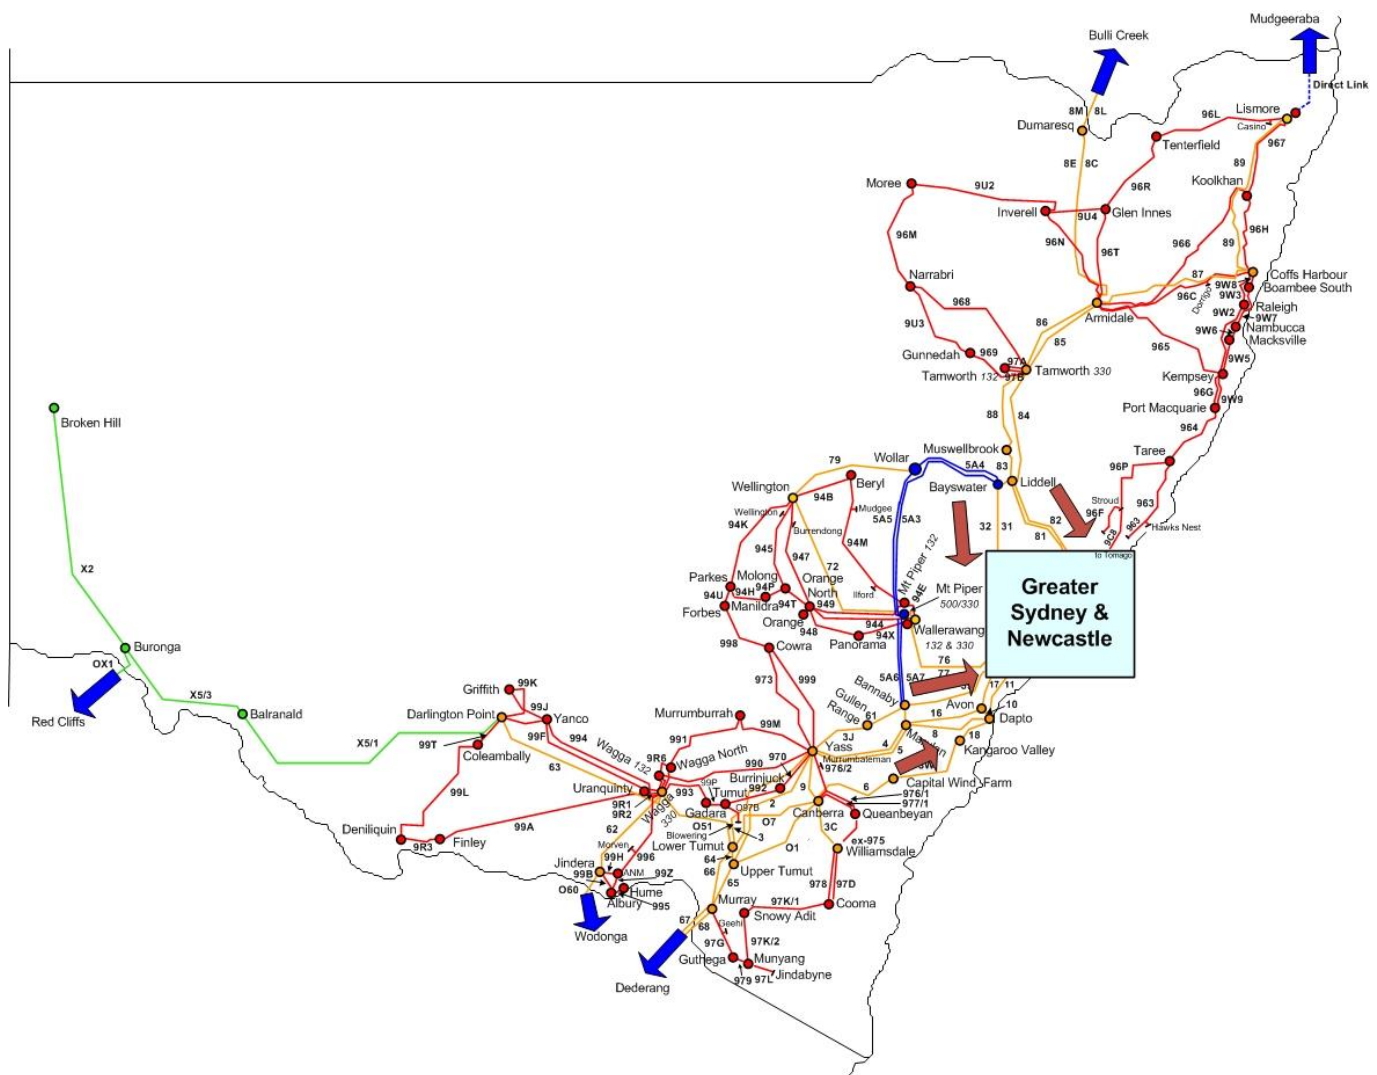 Mudgeeraba
Bulli Creek
Direct Link
8M
8L
Dumaresq
96L
Lismore
Casino
967
Tenterfield
8E
8C
89
Koolkhan
Moree
9U2
96R
Inverell
9U4
Glen Innes
96M
96N
96T
966
96H
89
Narrabri
87
Coffs Harbour
9W8
Boambee South
96C
9W3
Dorrigo
968
Raleigh
9W2
9W7
Armidale
9U3
86
9W6
Nambucca
Macksville
85
965
Gunnedah
969
97A
9W5
Tamworth 132
97B
Tamworth 330
Kempsey
96G
9W9
Port Macquarie
Broken Hill
88
84
964
Muswellbrook
Taree
79
Wollar
5A4
83
96P
Beryl
Bayswater
Liddell
Wellington
94B
Stroud
963
Wellington
Mudgee
96F
94K
5A5
5A3
32
31
82
963
Hawks Nest
Burrendong
81
9C8
945
947
94M
Mt Piper 132
to Tomago
X2
72
Parkes
Molong
Orange
94E
Mt Piper
Greater
Sydney &
Newcastle
94U
94H
94P
North
Ilford
500/330
Forbes
Manildra
94T
949
Orange
944
Wallerawang
948
94X
998
Panorama
132 & 330
Buronga
Cowra
76
77
OX1
973
999
5A6
5A7
Griffith
99K
Bannaby
17
11
X5/3
Red Cliffs
Balranald
99J
Gullen
Range
Avon
10
Darlington Point
Yanco
Murrumburrah
61
16
Dapto
99M
99T
99F
994
3J
4
8
18
X5/1
Coleambally
991
Yass
5
Kangaroo Valley
Wagga 132
9R6
Wagga North
Murrumbateman
63
990
970
976/2
Burrinjuck
Capital Wind Farm
99L
Uranquinty
993
99P
992
9
6
976/1
9R1
Tumut
977/1
9R2
Wagga
330
Gadara
O97B
2
Canberra
Queanbeyan
Deniliquin
99A
62
O51
O7
3C
Blowering
3
9R3
Finley
Morven
996
Lower Tumut
O1
ex-975
Williamsdale
Jindera
99H
64
99B
ANM
99Z
66
Upper Tumut
O60
Hume
65
978
97D
Albury
995
Murray
97K/1
Cooma
67
68
Geehi
Snowy Adit
Wodonga
97G
97K/2
Guthega
Munyang
Dederang
979
97L
Jindabyne